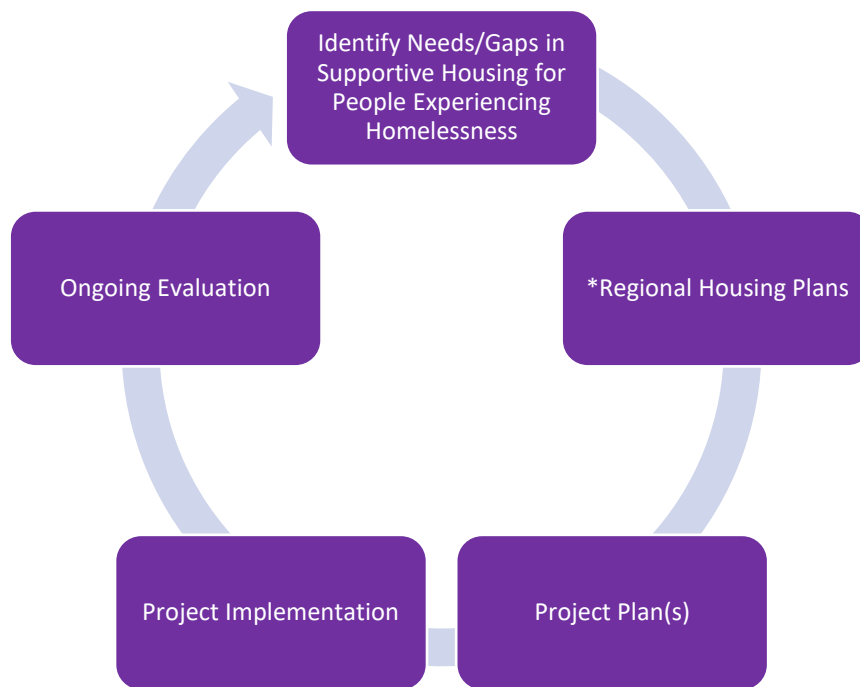 Identify Needs/Gaps in
Supportive Housing for
People Experiencing
Homelessness
*Regional Housing Plans
Project Plan(s)
Project Implementation
Ongoing Evaluation